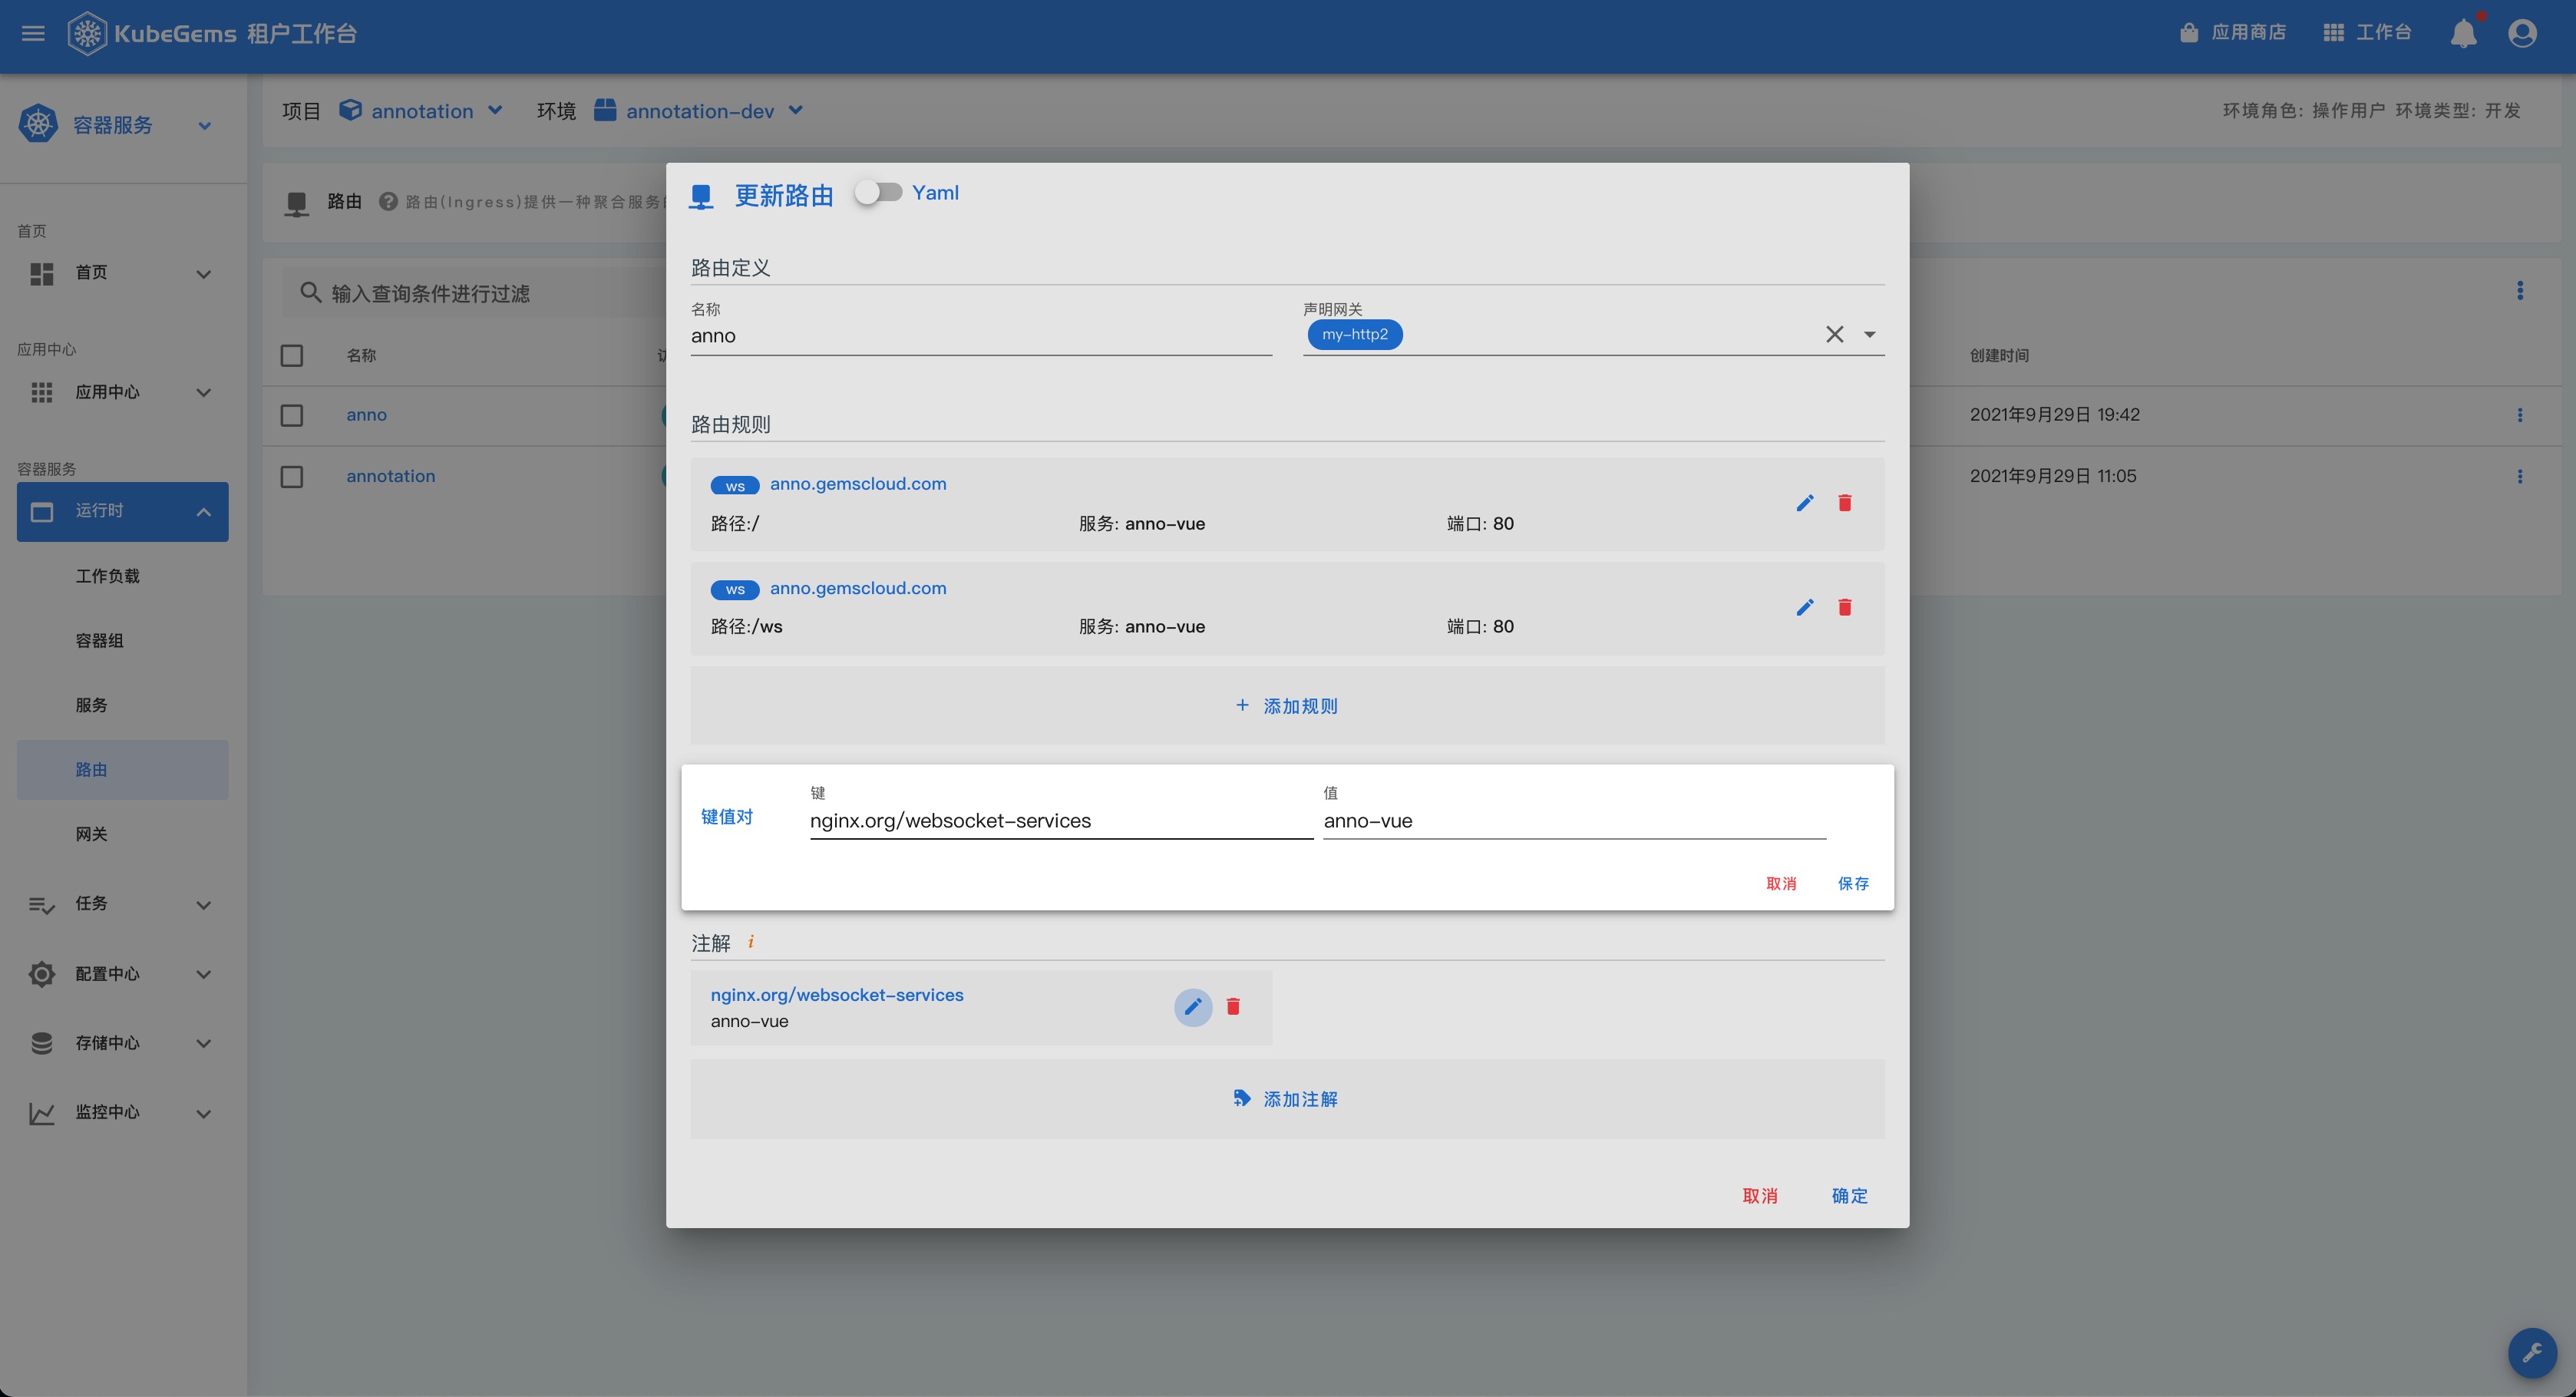 KubeGems 租户工作台
应用商店
工作台
容器服务
项目 annotation 环境 annotation-dev
环境角色: 操作用户 环境类型: 开发
首页
首页
应用中心
应用中心
容器服务
运行时
工作负载
容器组
服务
路由
网关
任务
配置中心
存储中心
监控中心
路由 路由(Ingress)提供一种聚合服务
输入查询条件进行过滤
名称
创建时间
anno
2021年9月29日 19:42
annotation
2021年9月29日 11:05
更新路由 Yaml
路由定义
名称
anno
声明网关
my-http2
路由规则
ws anno.gemscloud.com
路径:/ 服务: anno-vue 端口: 80
ws anno.gemscloud.com
路径:/ws 服务: anno-vue 端口: 80
+ 添加规则
键值对
键
nginx.org/websocket-services
值
anno-vue
取消 保存
注解 i
nginx.org/websocket-services
anno-vue
添加注解
取消 确定